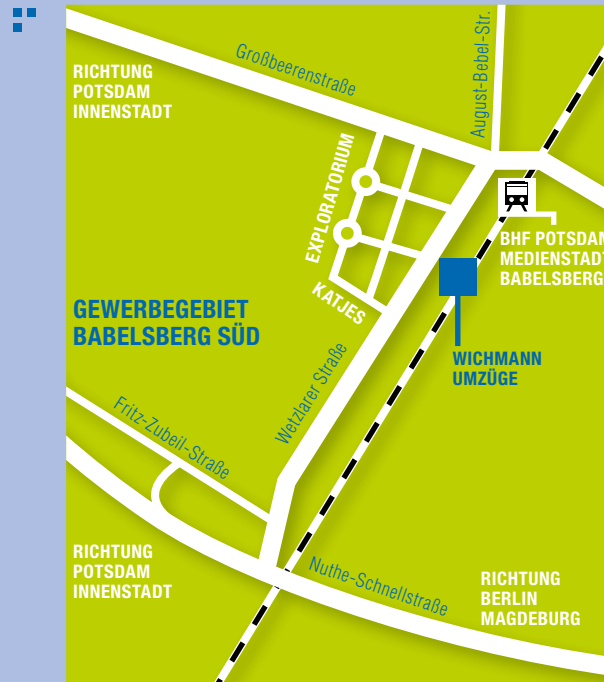 Großbeerenstraße
August-Bebel-Str.
RICHTUNG
POTSDAM
INNENSTADT
EXPLORATORIUM
KATJES
BHF POTSDAM
MEDIENSTADT
BABELSBERG
GEWERBEGEBIET
BABELSBERG SÜD
WICHMANN
UMZÜGE
Wetzlarer Straße
Fritz-Zubeil-Straße
RICHTUNG
POTSDAM
INNENSTADT
Nuthe-Schnellstraße
RICHTUNG
BERLIN
MAGDEBURG